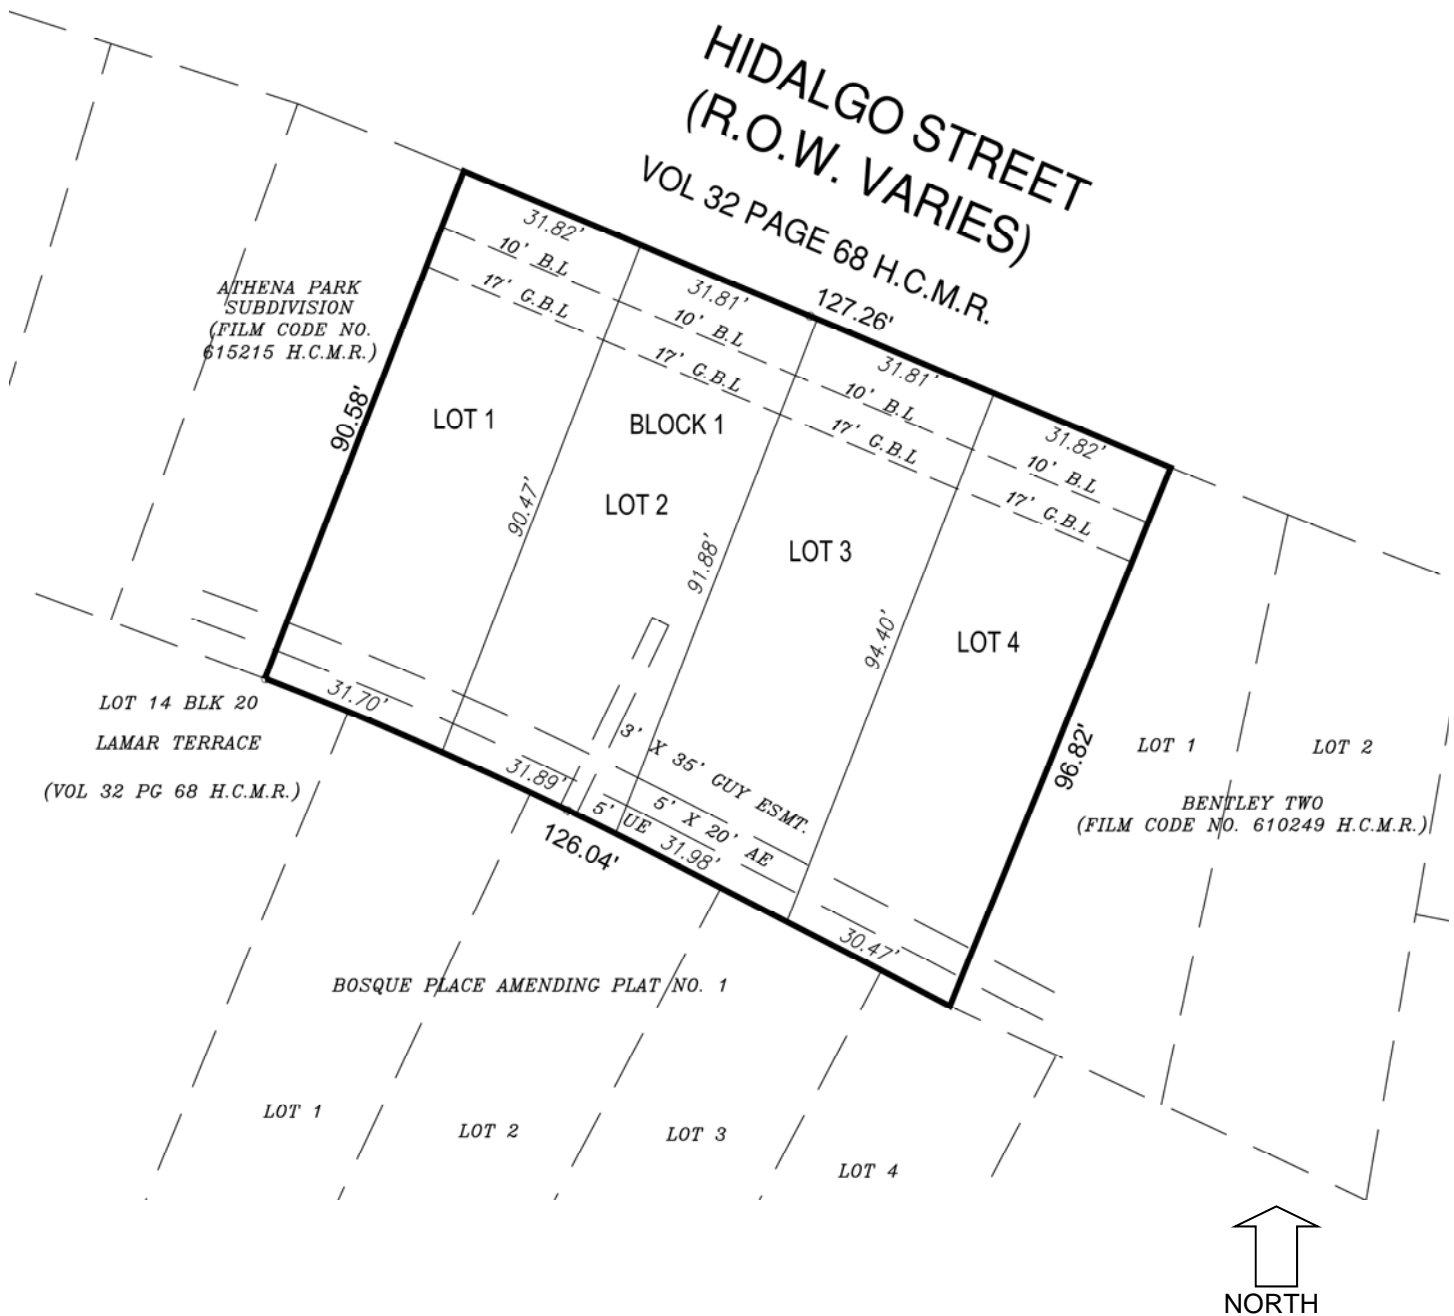 HIDALGO STREET
(R.O.W. VARIES)
VOL 32 PAGE 68 H.C.M.R.
127.26'
31.82'
31.81'
31.81'
31.82'
10' B.L
10' B.L
10' B.L
10' B.L
17' G.B.L
17' G.B.L
17' G.B.L
17' G.B.L
ATHENA PARK
SUBDIVISION
(FILM CODE NO.
615215 H.C.M.R.)
90.58'
LOT 1
BLOCK 1
LOT 2
LOT 3
LOT 4
90.47'
91.88'
94.40'
96.82'
LOT 14 BLK 20
LAMAR TERRACE
(VOL 32 PG 68 H.C.M.R.)
31.70'
31.89'
31.98'
30.47'
3' X 35' GUY ESMT.
5' X 20' AE
5' UE
126.04'
LOT 1
LOT 2
BENTLEY TWO
(FILM CODE NO. 610249 H.C.M.R.)
BOSQUE PLACE AMENDING PLAT NO. 1
LOT 1
LOT 2
LOT 3
LOT 4
NORTH